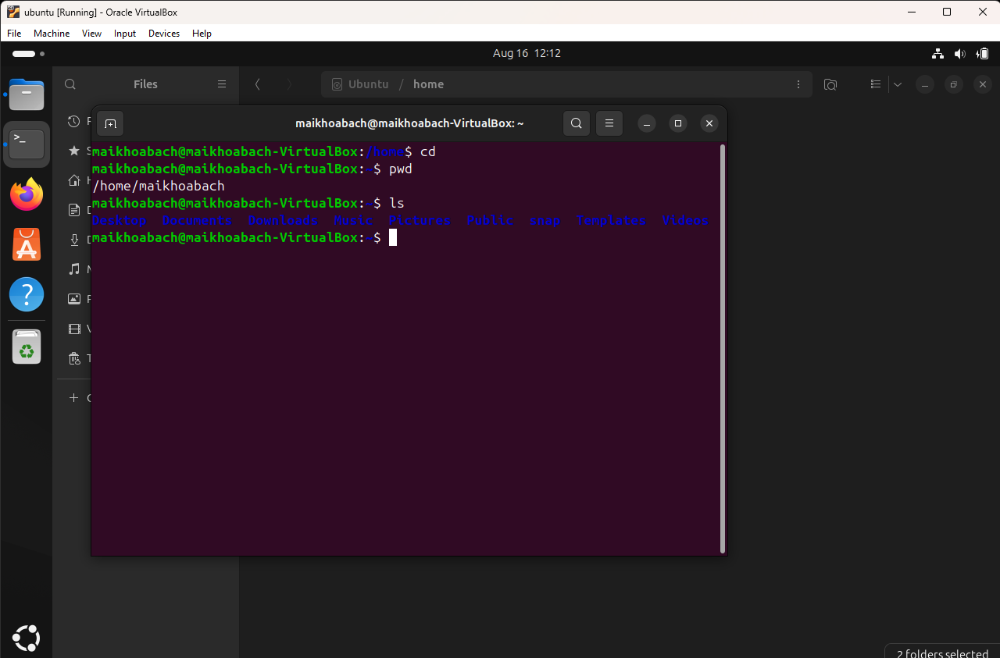 ubuntu [Running] - Oracle VirtualBox
File Machine View Input Devices Help
Aug 16 12:12
Files
Ubuntu / home
maikhoabach@maikhoabach-VirtualBox: ~
maikhoabach@maikhoabach-VirtualBox:/home$ cd
maikhoabach@maikhoabach-VirtualBox:~$ pwd
/home/maikhoabach
maikhoabach@maikhoabach-VirtualBox:~$ ls
Desktop Documents Downloads Music Pictures Public snap Templates Videos
maikhoabach@maikhoabach-VirtualBox:~$
2 folders selected